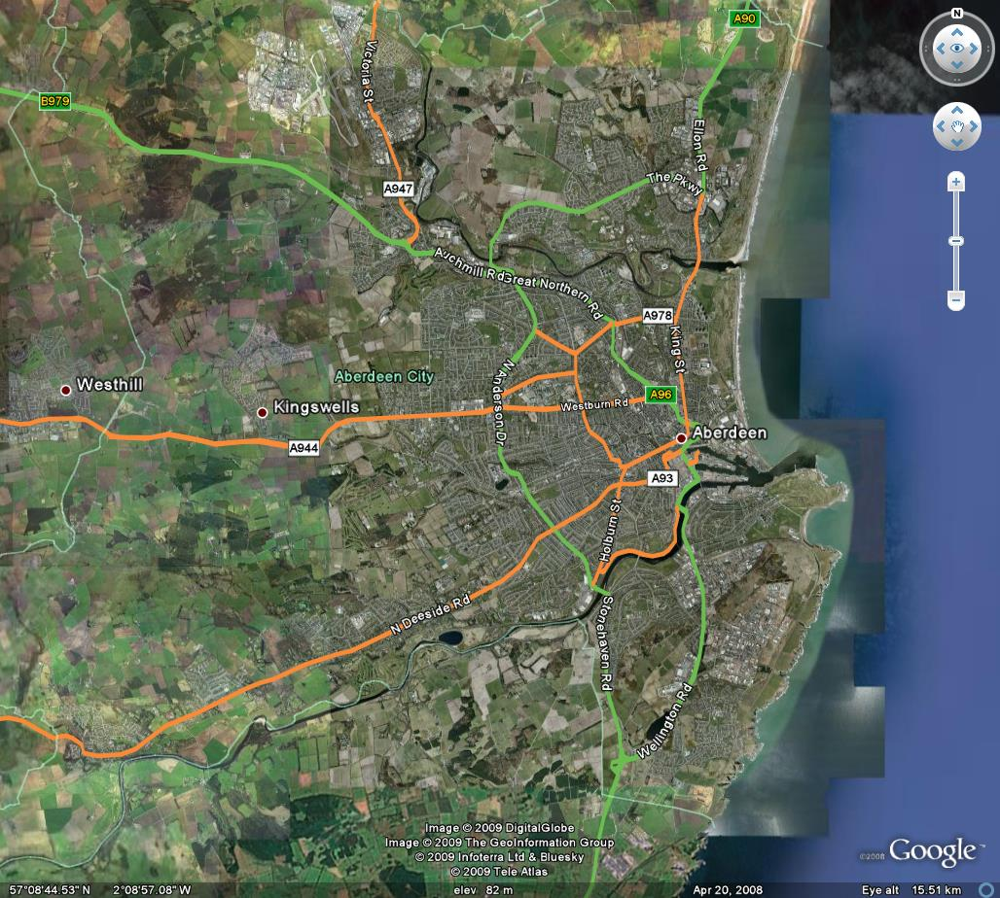 A90
N
B979
Victoria St
Ellon Rd
The Pkwy
A947
Auchmill Rd
Great Northern Rd
A978
King St
Aberdeen City
N Anderson Dr
Westhill
A96
Kingswells
Westburn Rd
Aberdeen
A944
A93
Holburn St
N Deeside Rd
Stonehaven Rd
Wellington Rd
Image © 2009 DigitalGlobe
Image © 2009 The GeoInformation Group
© 2009 Infoterra Ltd & Bluesky
© 2009 Tele Atlas
©2008 Google™
57°08'44.53" N 2°08'57.08" W elev 82 m Apr 20, 2008 Eye alt 15.51 km